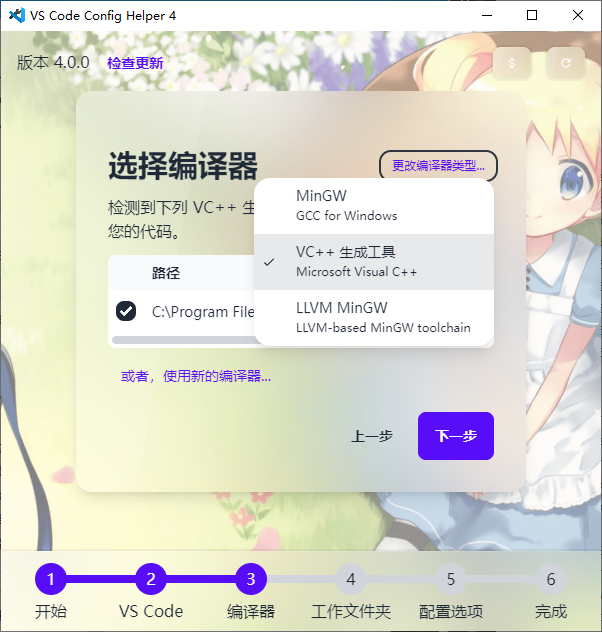 VS Code Config Helper 4
版本 4.0.0 检查更新
$
选择编译器
更改编译器类型...
MinGW
GCC for Windows
VC++ 生成工具
Microsoft Visual C++
LLVM MinGW
LLVM-based MinGW toolchain
检测到下列 VC++ 生
您的代码。
路径
C:\Program File
或者，使用新的编译器...
上一步 下一步
1 2 3 4 5 6
开始 VS Code 编译器 工作文件夹 配置选项 完成